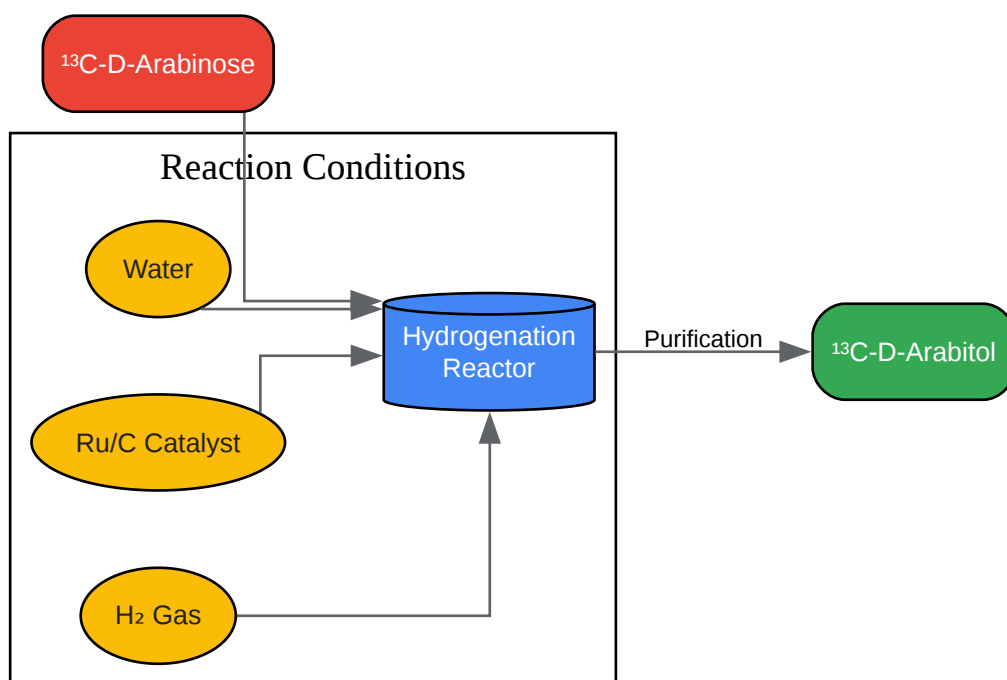 ¹³C-D-Arabinose
Reaction Conditions
Water
Hydrogenation
Reactor
Purification
¹³C-D-Arabitol
Ru/C Catalyst
H₂ Gas